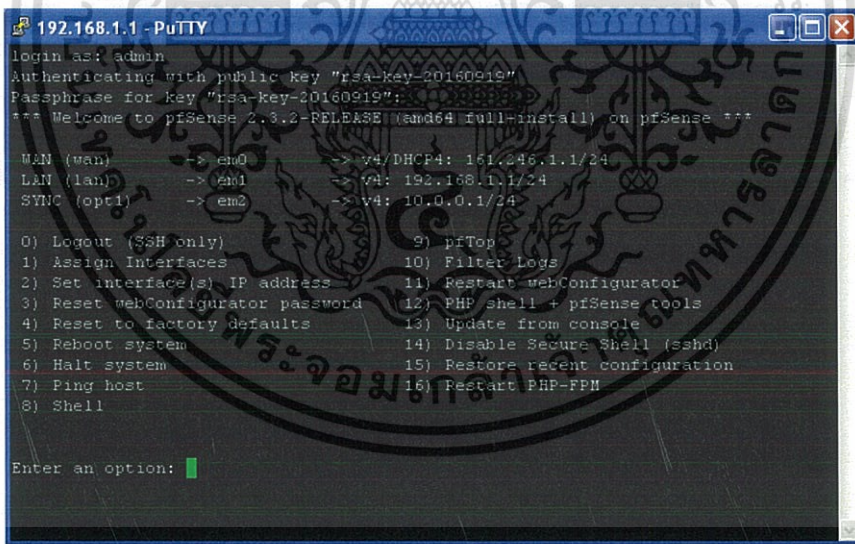 192.168.1.1 - PuTTY
login as: admin
Authenticating with public key "rsa-key-20160919"
Passphrase for key "rsa-key-20160919":
*** Welcome to pfSense 2.3.2-RELEASE (amd64 full-install) on pfSense ***
WAN (wan) -> em0 -> v4/DHCP4: 161.246.1.1/24
LAN (lan) -> em1 -> v4: 192.168.1.1/24
SYNC (opt1) -> em2 -> v4: 10.0.0.1/24
0) Logout (SSH only) 9) pfTop
1) Assign Interfaces 10) Filter Logs
2) Set interface(s) IP address 11) Restart webConfigurator
3) Reset webConfigurator password 12) PHP shell + pfSense tools
4) Reset to factory defaults 13) Update from console
5) Reboot system 14) Disable Secure Shell (sshd)
6) Halt system 15) Restore recent configuration
7) Ping host 16) Restart PHP-FPM
8) Shell
Enter an option: